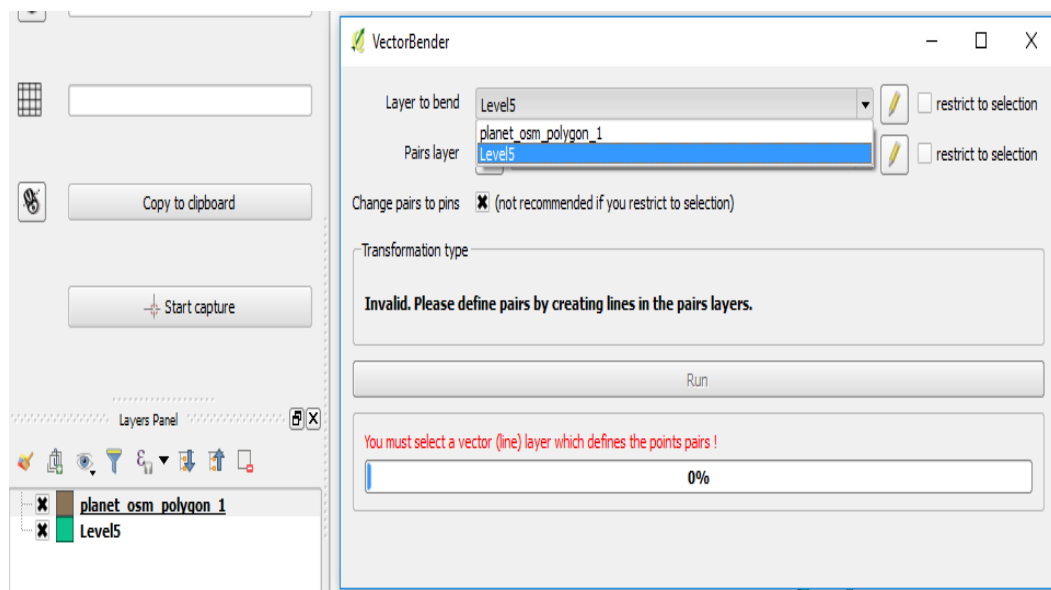 VectorBender
Layer to bend Level5 restrict to selection
planet_osm_polygon_1
Level5
Pairs layer restrict to selection
Change pairs to pins (not recommended if you restrict to selection)
Transformation type
Invalid. Please define pairs by creating lines in the pairs layers.
Run
You must select a vector (line) layer which defines the points pairs !
0%
Copy to clipboard
Start capture
Layers Panel
planet_osm_polygon_1
Level5